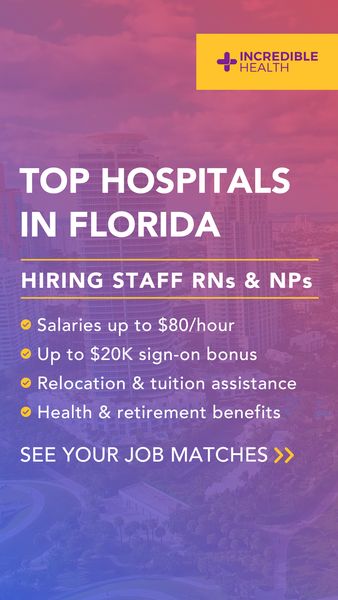 INCREDIBLE
HEALTH
TOP HOSPITALS
IN FLORIDA
HIRING STAFF RNs & NPs
Salaries up to $80/hour
Up to $20K sign-on bonus
Relocation & tuition assistance
Health & retirement benefits
SEE YOUR JOB MATCHES